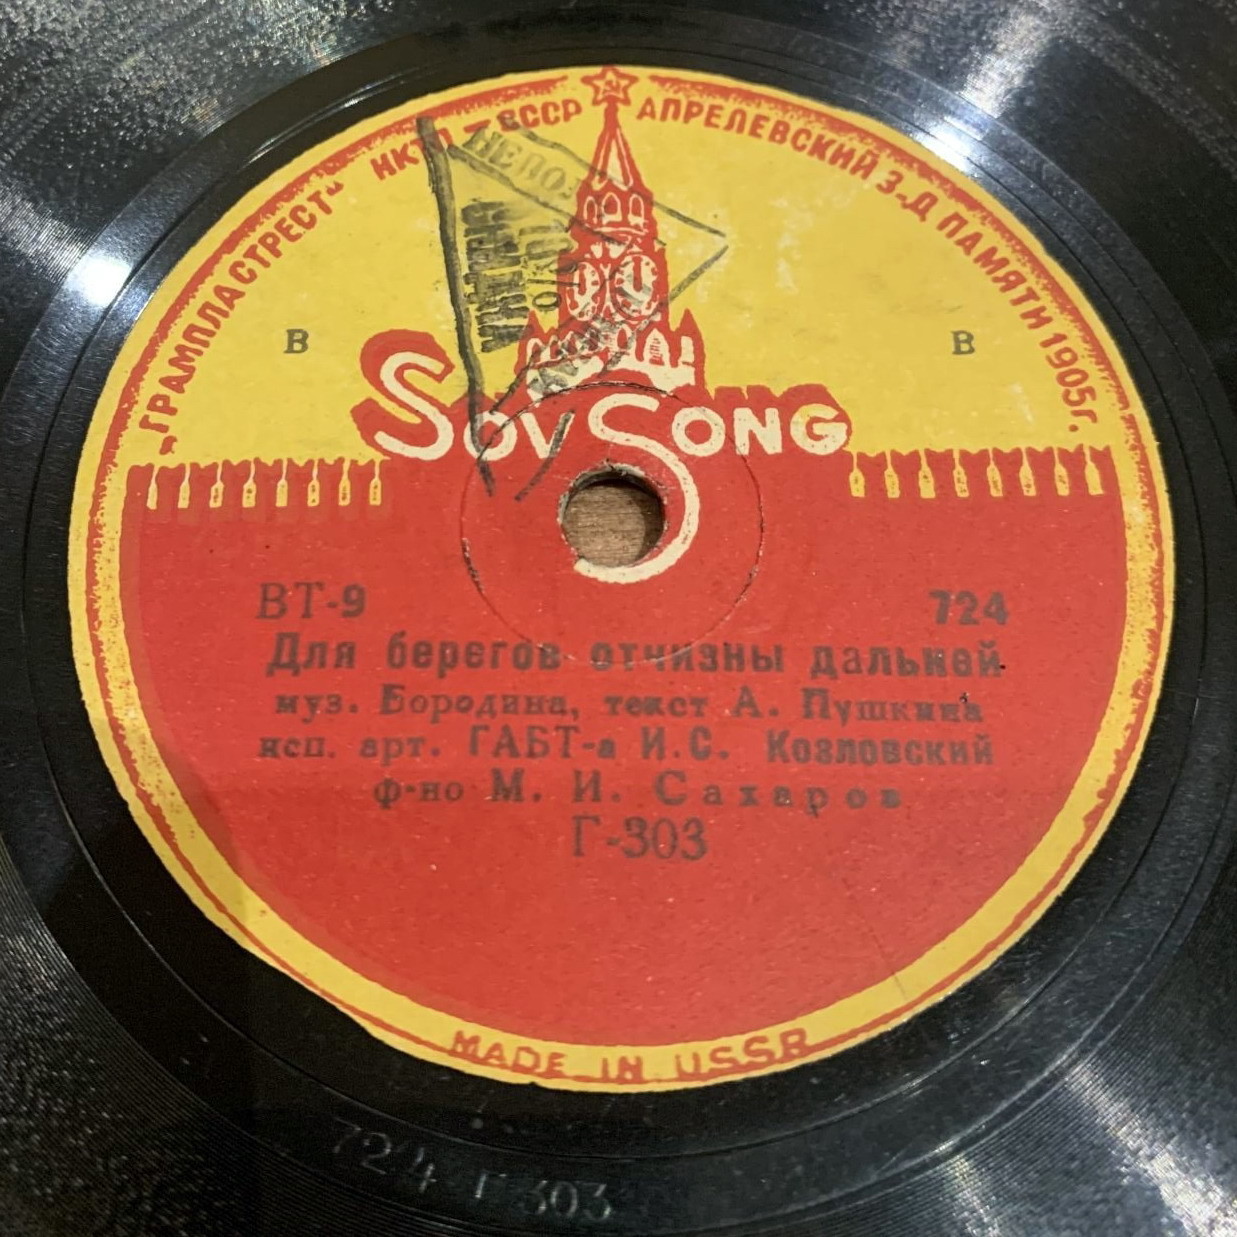 „ГРАМПЛАСТРЕСТ“ НКТП СССР АПРЕЛЕВСКИЙ З-Д ПАМЯТИ 1905г.
В В
SovSong
ВТ-9 724
Для берегов отчизны дальней
муз. Бородина, текст А. Пушкина
исп. арт. ГАБТ-а И.С. Козловский
ф-но М. И. Сахаров
Г-303
MADE IN USSR
724 Г 303